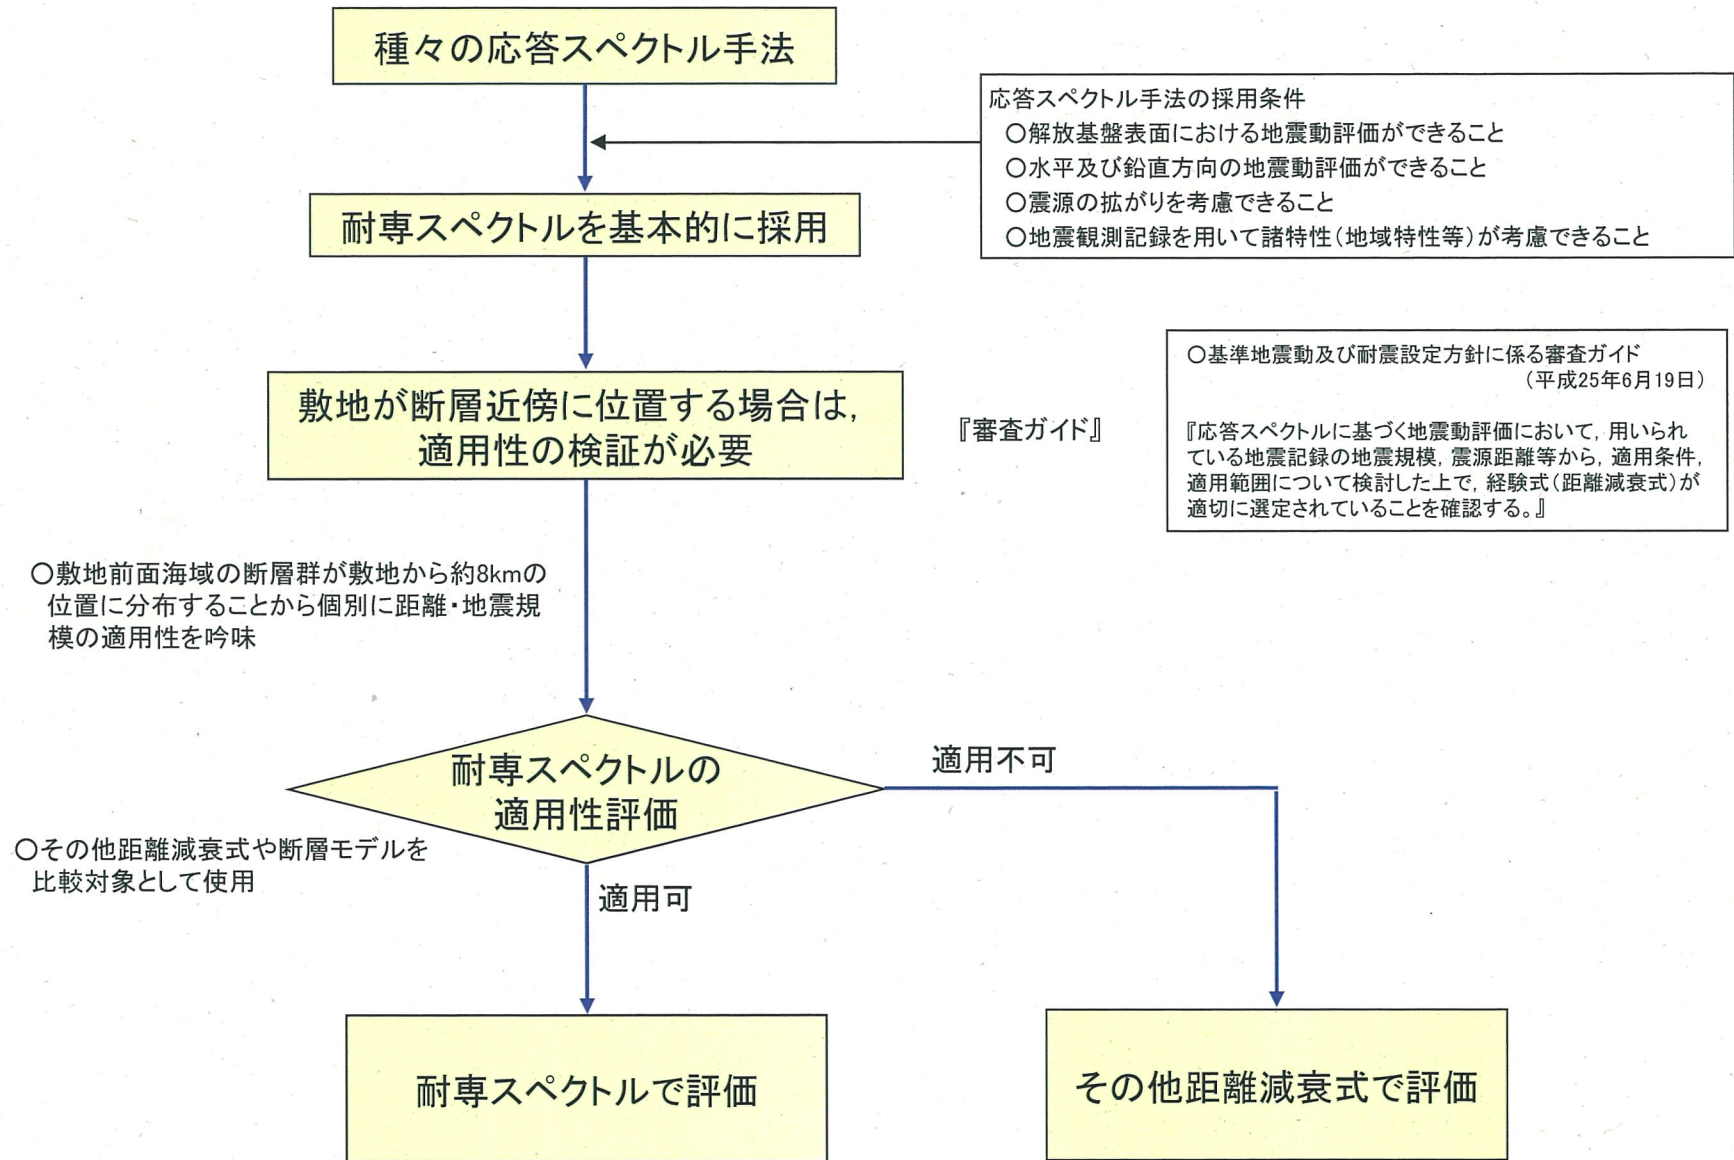 種々の応答スペクトル手法
応答スペクトル手法の採用条件
○解放基盤表面における地震動評価ができること
○水平及び鉛直方向の地震動評価ができること
○震源の拡がりを考慮できること
○地震観測記録を用いて諸特性(地域特性等)が考慮できること
耐専スペクトルを基本的に採用
敷地が断層近傍に位置する場合は,
適用性の検証が必要
『審査ガイド』
○基準地震動及び耐震設定方針に係る審査ガイド
(平成25年6月19日)
『応答スペクトルに基づく地震動評価において, 用いられ
ている地震記録の地震規模, 震源距離等から, 適用条件,
適用範囲について検討した上で, 経験式(距離減衰式)が
適切に選定されていることを確認する。』
○敷地前面海域の断層群が敷地から約8kmの
位置に分布することから個別に距離・地震規
模の適用性を吟味
耐専スペクトルの
適用性評価
適用不可
○その他距離減衰式や断層モデルを
比較対象として使用
適用可
耐専スペクトルで評価
その他距離減衰式で評価